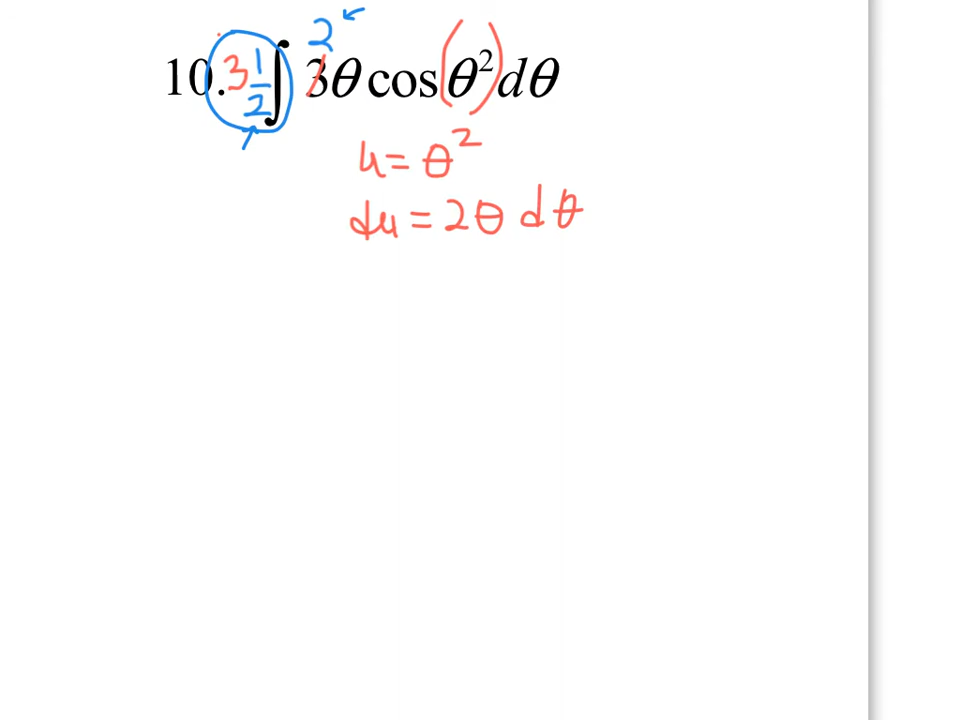 10. 3 1/2 ∫ 3θ cos(θ²)dθ
2
u = θ²
du = 2θ dθ